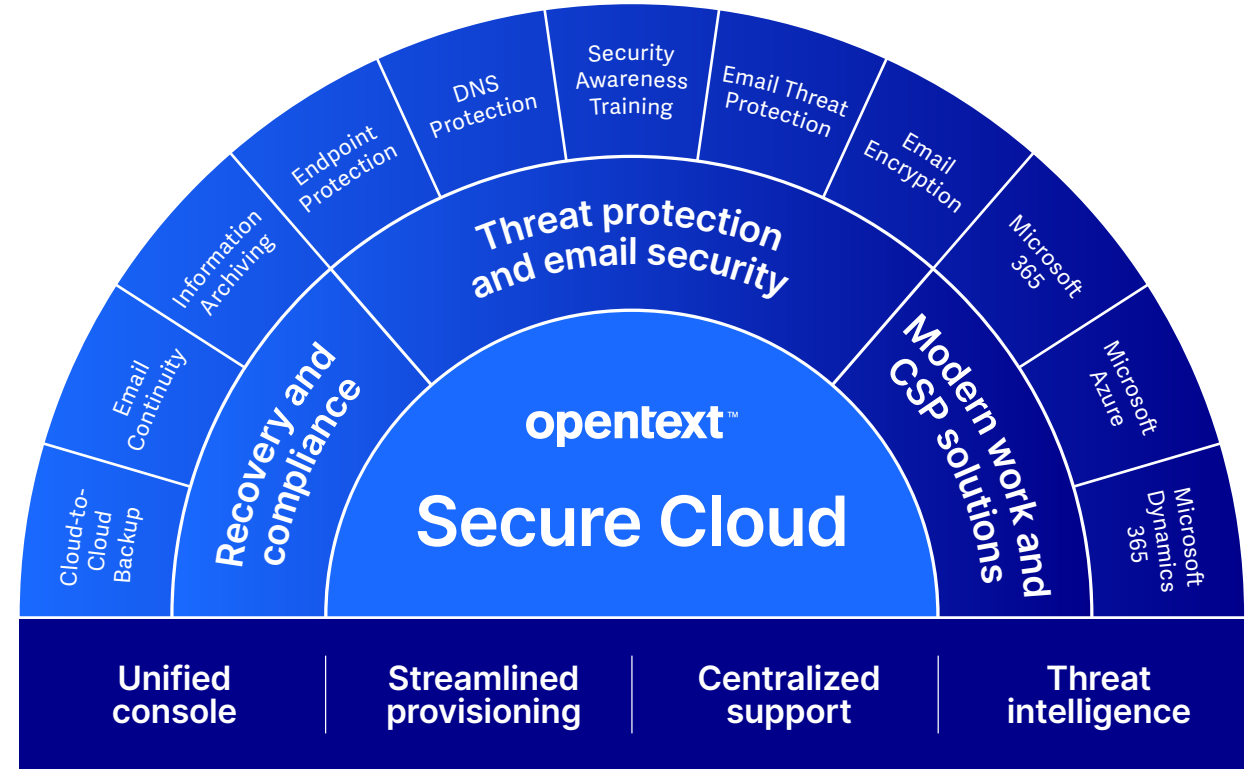 Cloud-to-
Cloud
Backup
Email
Continuity
Information
Archiving
Endpoint
Protection
DNS
Protection
Security
Awareness
Training
Email Threat
Protection
Email
Encryption
Microsoft
365
Microsoft
Azure
Microsoft
Dynamics
365
Recovery and
compliance
Threat protection
and email security
Modern work and
CSP solutions
opentext™
Secure Cloud
Unified
console
Streamlined
provisioning
Centralized
support
Threat
intelligence